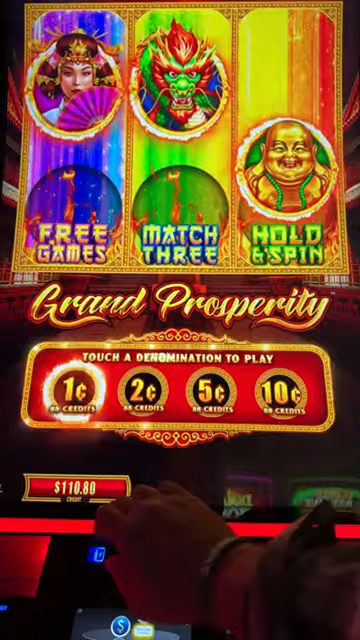 FREE
GAMES
MATCH
THREE
HOLD
& SPIN
Grand Prosperity™
TOUCH A DENOMINATION TO PLAY
1¢
88 CREDITS
2¢
88 CREDITS
5¢
88 CREDITS
10¢
88 CREDITS
$110.80
CREDIT
$